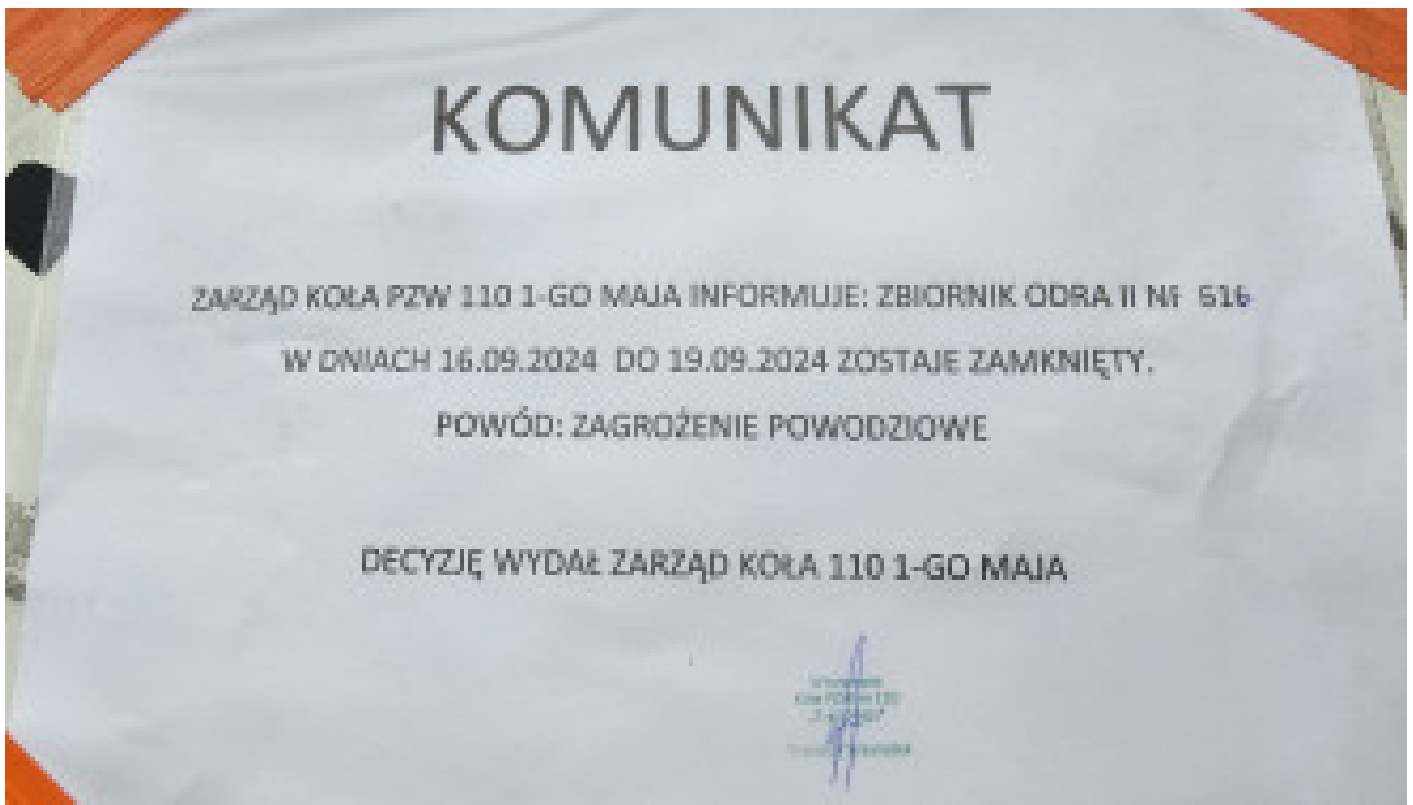 KOMUNIKAT
ZARZĄD KOŁA PZW 110 1-GO MAJA INFORMUJE: ZBIORNIK ODRA II Nr 516
W DNIACH 16.09.2024 DO 19.09.2024 ZOSTAJE ZAMKNIĘTY.
POWÓD: ZAGROŻENIE POWODZIOWE
DECYZJĘ WYDAŁ ZARZĄD KOŁA 110 1-GO MAJA